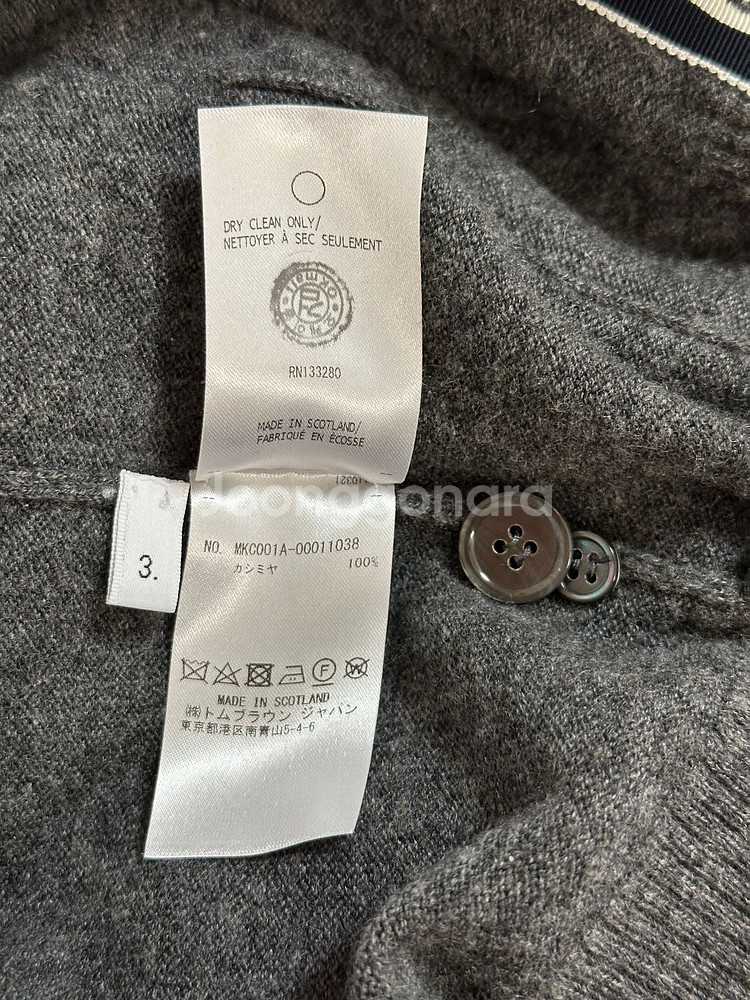 DRY CLEAN ONLY/
NETTOYER À SEC SEULEMENT
RN133280
MADE IN SCOTLAND/
FABRIQUÉ EN ÉCOSSE
10321
Joonggonara
3.
NO. MKC001A-00011038
カシミヤ 100%
F W
MADE IN SCOTLAND
㈱トムブラウン ジャパン
東京都港区南青山5-4-6